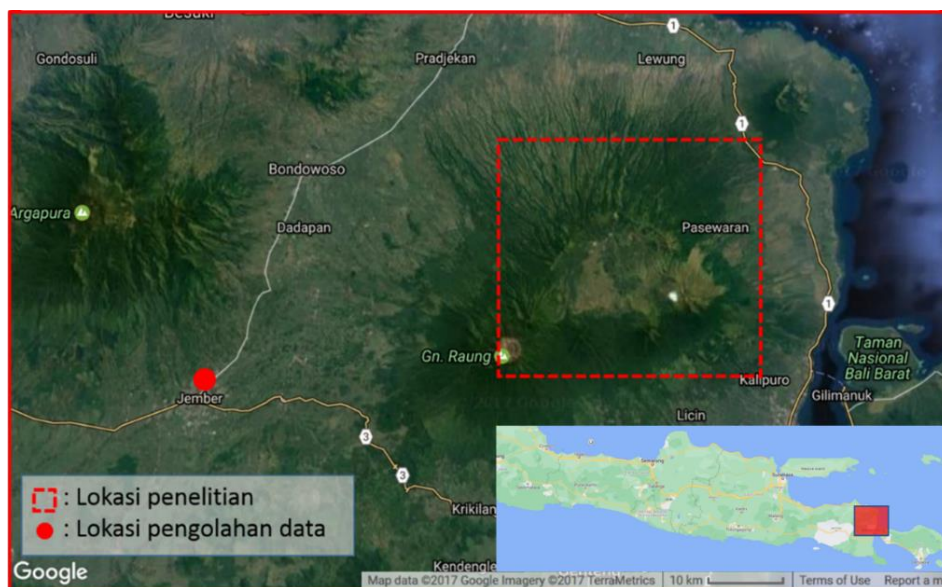 Besuki
Gondosuli
Pradjekan
Lewung
1
1
Bondowoso
Argapura
Dadapan
Pasewaran
1
Gn. Raung
Taman
Nasional
Bali Barat
Jember
Kalipuro
Gilimanuk
Licin
3
3
Krikilan
Kendengle
: Lokasi penelitian
: Lokasi pengolahan data
Semarang
Surabaya
Google
Map data ©2017 Google Imagery ©2017 TerraMetrics
10 km
Terms of Use
Report a m